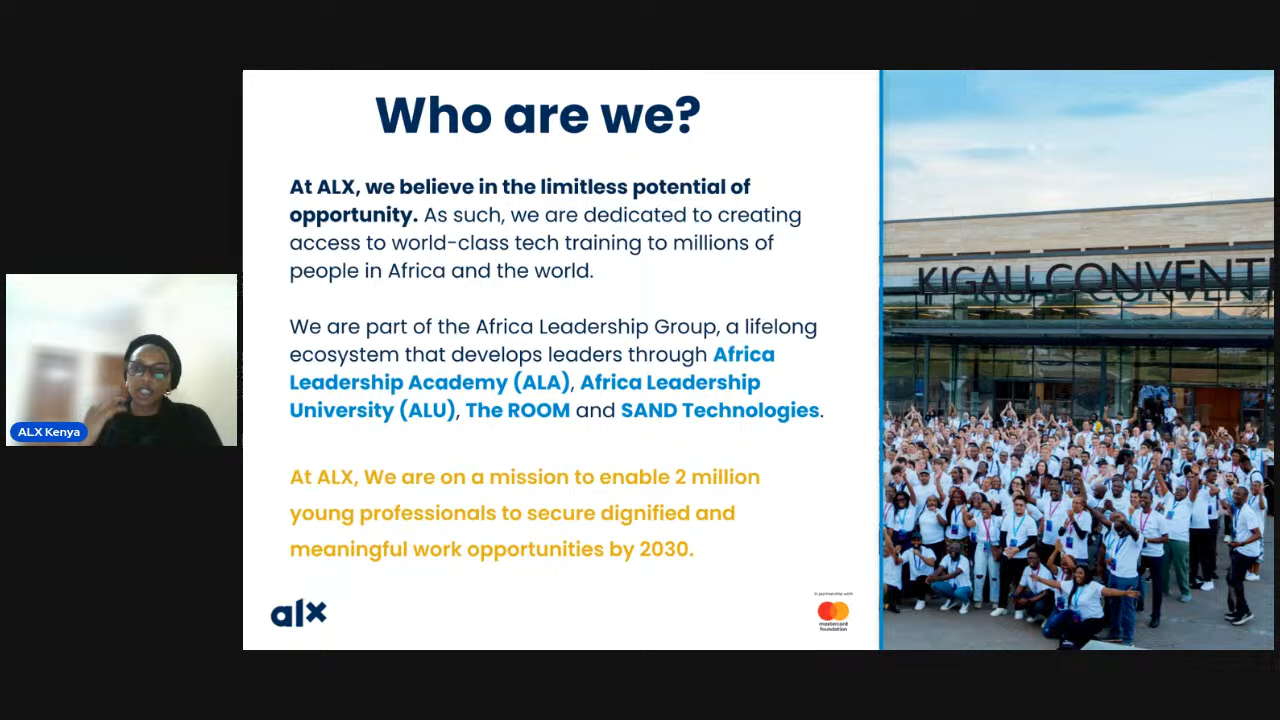 Who are we?
At ALX, we believe in the limitless potential of
opportunity. As such, we are dedicated to creating
access to world-class tech training to millions of
people in Africa and the world.
We are part of the Africa Leadership Group, a lifelong
ecosystem that develops leaders through Africa
Leadership Academy (ALA), Africa Leadership
University (ALU), The ROOM and SAND Technologies.
At ALX, We are on a mission to enable 2 million
young professionals to secure dignified and
meaningful work opportunities by 2030.
alx
In partnership with
mastercard
foundation
KIGALI CONVENT
ALX Kenya